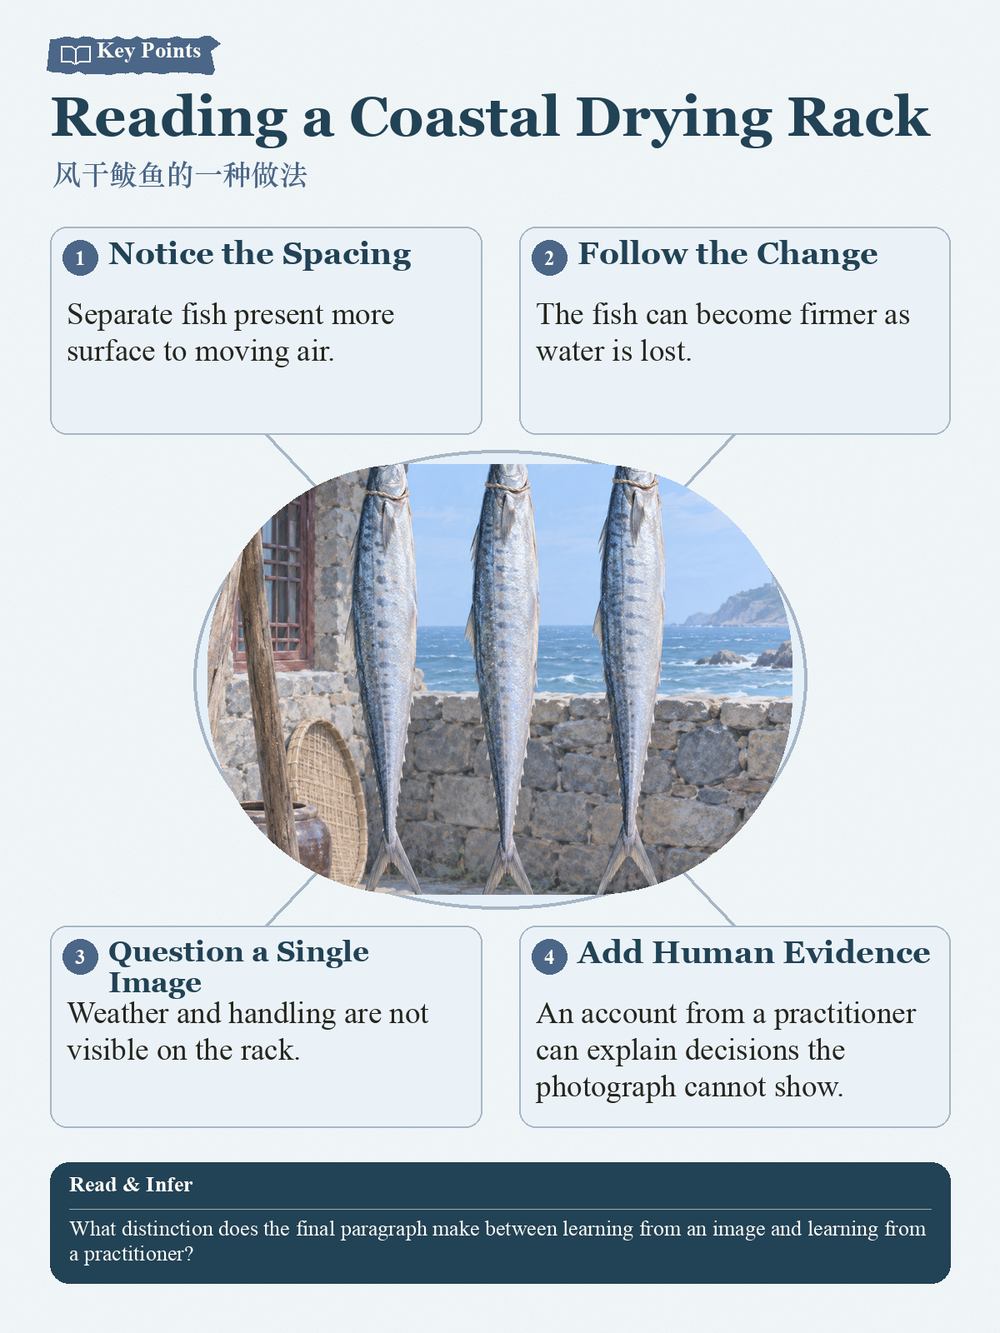 Key Points
Reading a Coastal Drying Rack
风干鲅鱼的一种做法
1 Notice the Spacing
Separate fish present more
surface to moving air.
2 Follow the Change
The fish can become firmer as
water is lost.
3 Question a Single
Image
Weather and handling are not
visible on the rack.
4 Add Human Evidence
An account from a practitioner
can explain decisions the
photograph cannot show.
Read & Infer
What distinction does the final paragraph make between learning from an image and learning from
a practitioner?